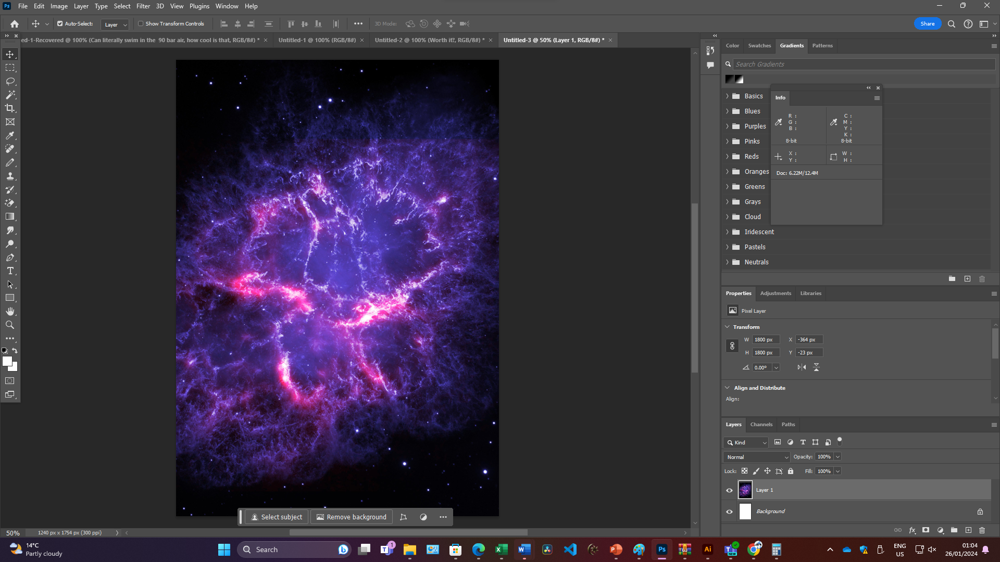 Ps File Edit Image Layer Type Select Filter 3D View Plugins Window Help
Auto-Select: Layer Show Transform Controls 3D Mode: Share
ed-1-Recovered @ 100% (Can literally swim in the 90 bar air, how cool is that, RGB/8#) * Untitled-1 @ 100% (RGB/8#) Untitled-2 @ 100% (Worth it?, RGB/8#) * Untitled-3 @ 50% (Layer 1, RGB/8#) *
Color Swatches Gradients Patterns
Search Gradients
Basics
Blues
Purples
Pinks
Reds
Oranges
Greens
Grays
Cloud
Iridescent
Pastels
Neutrals
Info
R : C :
G : M :
B : Y :
K :
8-bit 8-bit
X : W :
Y : H :
Doc: 6.22M/12.4M
Properties Adjustments Libraries
Pixel Layer
Transform
W 1800 px X -364 px
H 1800 px Y -23 px
0.00°
Align and Distribute
Align:
Layers Channels Paths
Kind
Normal Opacity: 100%
Lock: Fill: 100%
Layer 1
Background
Select subject Remove background
50% 1240 px x 1754 px (300 ppi)
14°C
Partly cloudy
Search
1
NEW
Ps
Ai
ENG
US
01:04
26/01/2024